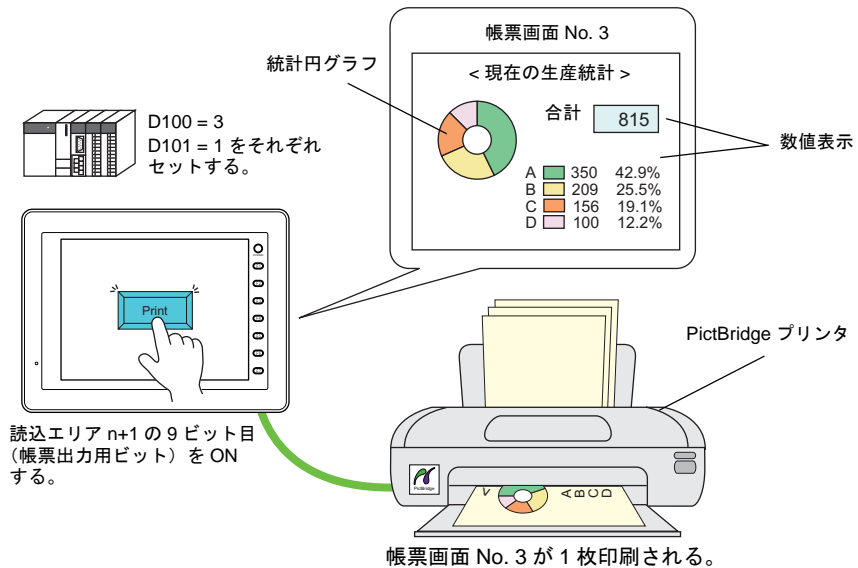 帳票画面 No. 3
統計円グラフ
< 現在の生産統計 >
合計 815
数値表示
A 350 42.9%
B 209 25.5%
C 156 19.1%
D 100 12.2%
D100 = 3
D101 = 1 をそれぞれ
セットする。
Print
PictBridge プリンタ
読込エリア n+1 の 9 ビット目
（帳票出力用ビット）を ON
する。
PictBridge
< A B C D
帳票画面 No. 3 が 1 枚印刷される。